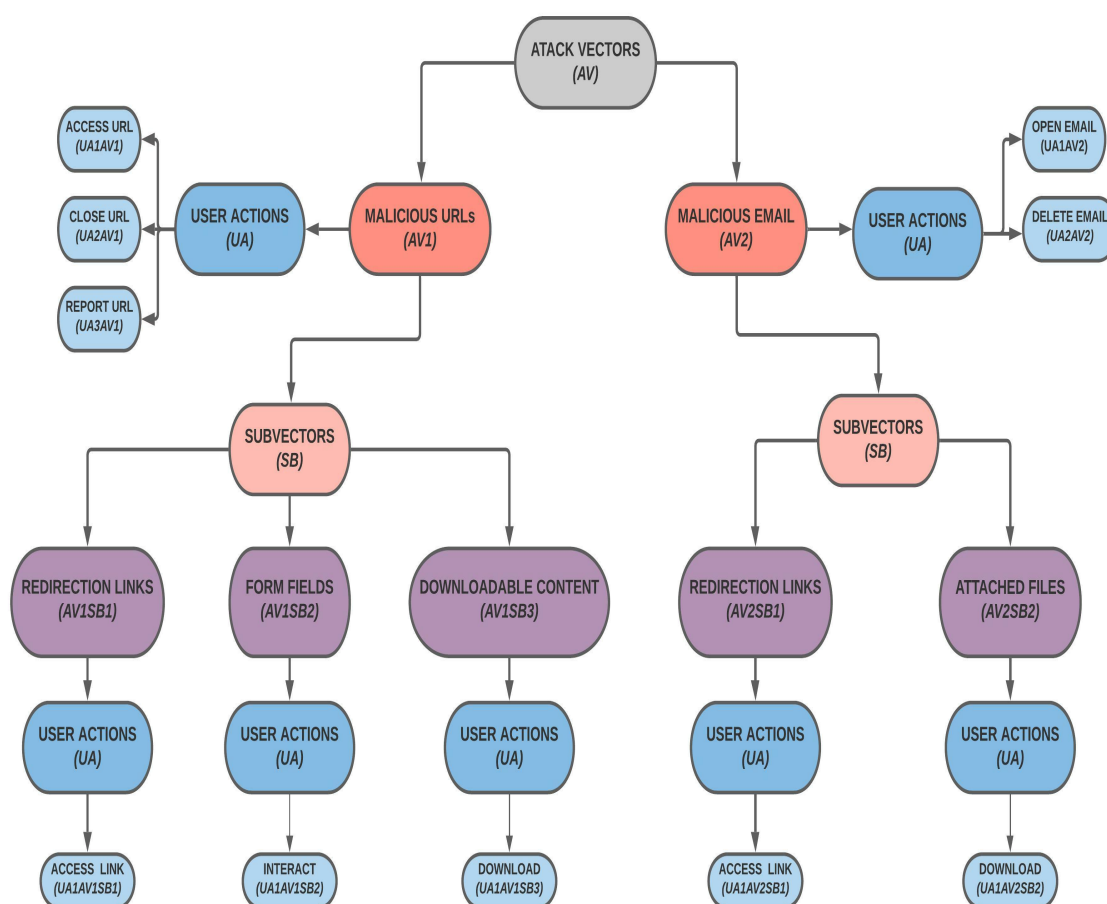 ATACK VECTORS
(AV)
ACCESS URL
(UA1AV1)
OPEN EMAIL
(UA1AV2)
CLOSE URL
(UA2AV1)
USER ACTIONS
(UA)
MALICIOUS URLs
(AV1)
MALICIOUS EMAIL
(AV2)
USER ACTIONS
(UA)
DELETE EMAIL
(UA2AV2)
REPORT URL
(UA3AV1)
SUBVECTORS
(SB)
SUBVECTORS
(SB)
REDIRECTION LINKS
(AV1SB1)
FORM FIELDS
(AV1SB2)
DOWNLOADABLE CONTENT
(AV1SB3)
REDIRECTION LINKS
(AV2SB1)
ATTACHED FILES
(AV2SB2)
USER ACTIONS
(UA)
USER ACTIONS
(UA)
USER ACTIONS
(UA)
USER ACTIONS
(UA)
USER ACTIONS
(UA)
ACCESS LINK
(UA1AV1SB1)
INTERACT
(UA1AV1SB2)
DOWNLOAD
(UA1AV1SB3)
ACCESS LINK
(UA1AV2SB1)
DOWNLOAD
(UA1AV2SB2)